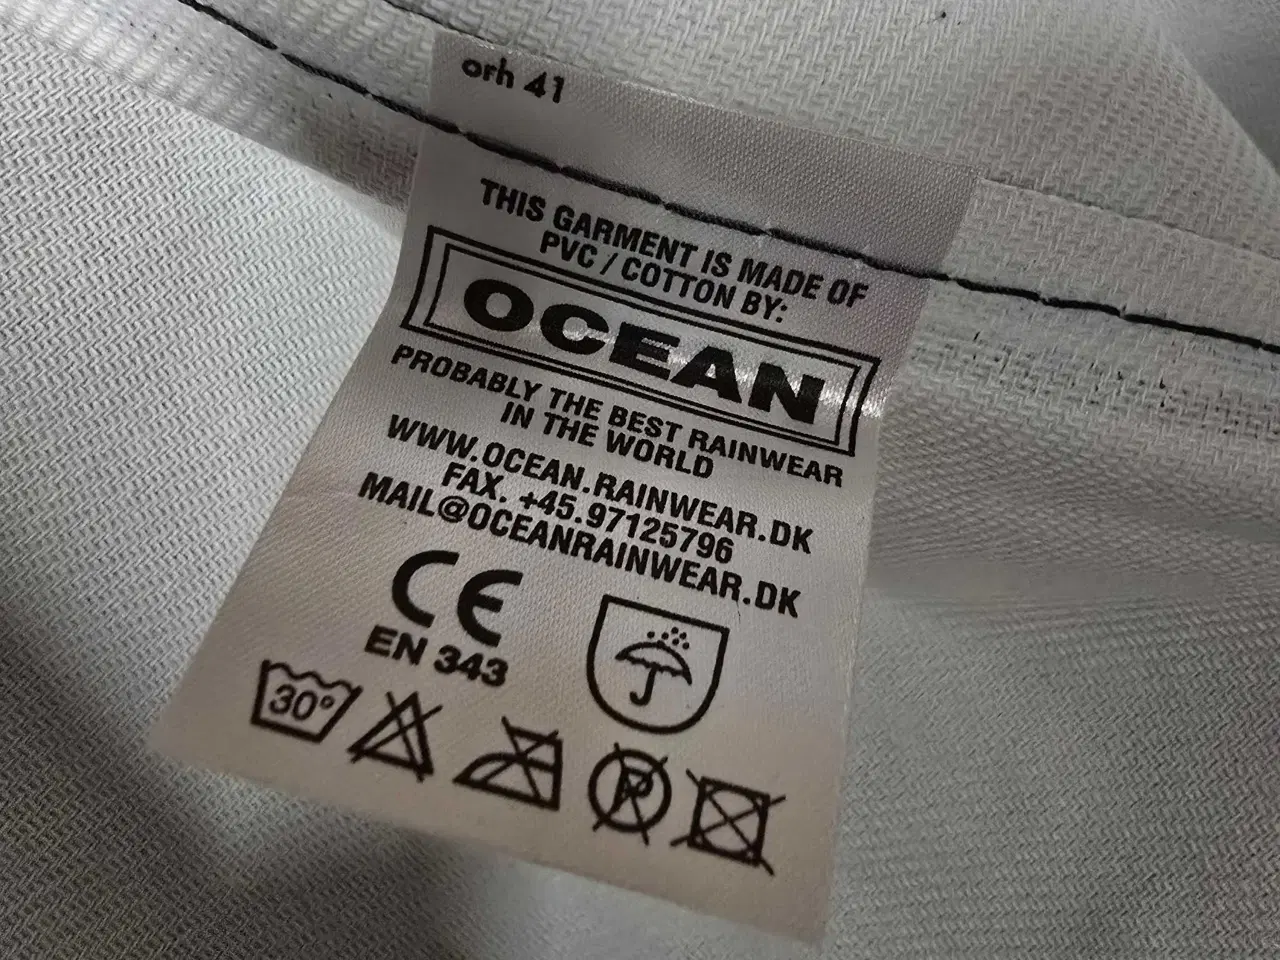 orh 41
THIS GARMENT IS MADE OF
PVC / COTTON BY:
OCEAN
PROBABLY THE BEST RAINWEAR
IN THE WORLD
WWW.OCEAN.RAINWEAR.DK
FAX. +45.97125796
MAIL@OCEANRAINWEAR.DK
CE
EN 343
30°
P